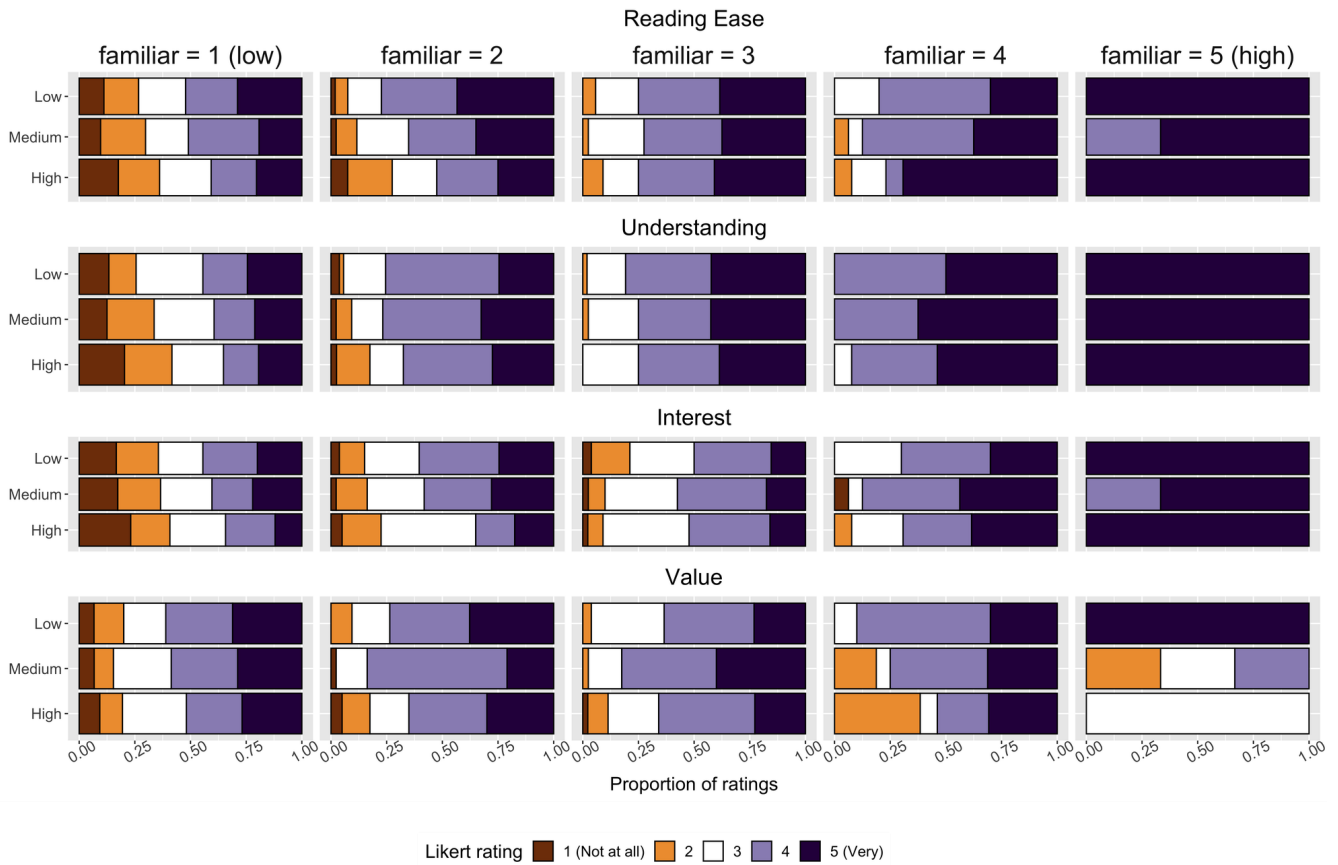 Reading Ease
familiar = 1 (low) familiar = 2 familiar = 3 familiar = 4 familiar = 5 (high)
Low
Medium
High
Understanding
Low
Medium
High
Interest
Low
Medium
High
Value
Low
Medium
High
0.00 0.25 0.50 0.75 1.00 0.00 0.25 0.50 0.75 1.00 0.00 0.25 0.50 0.75 1.00 0.00 0.25 0.50 0.75 1.00 0.00 0.25 0.50 0.75 1.00
Proportion of ratings
Likert rating 1 (Not at all) 2 3 4 5 (Very)